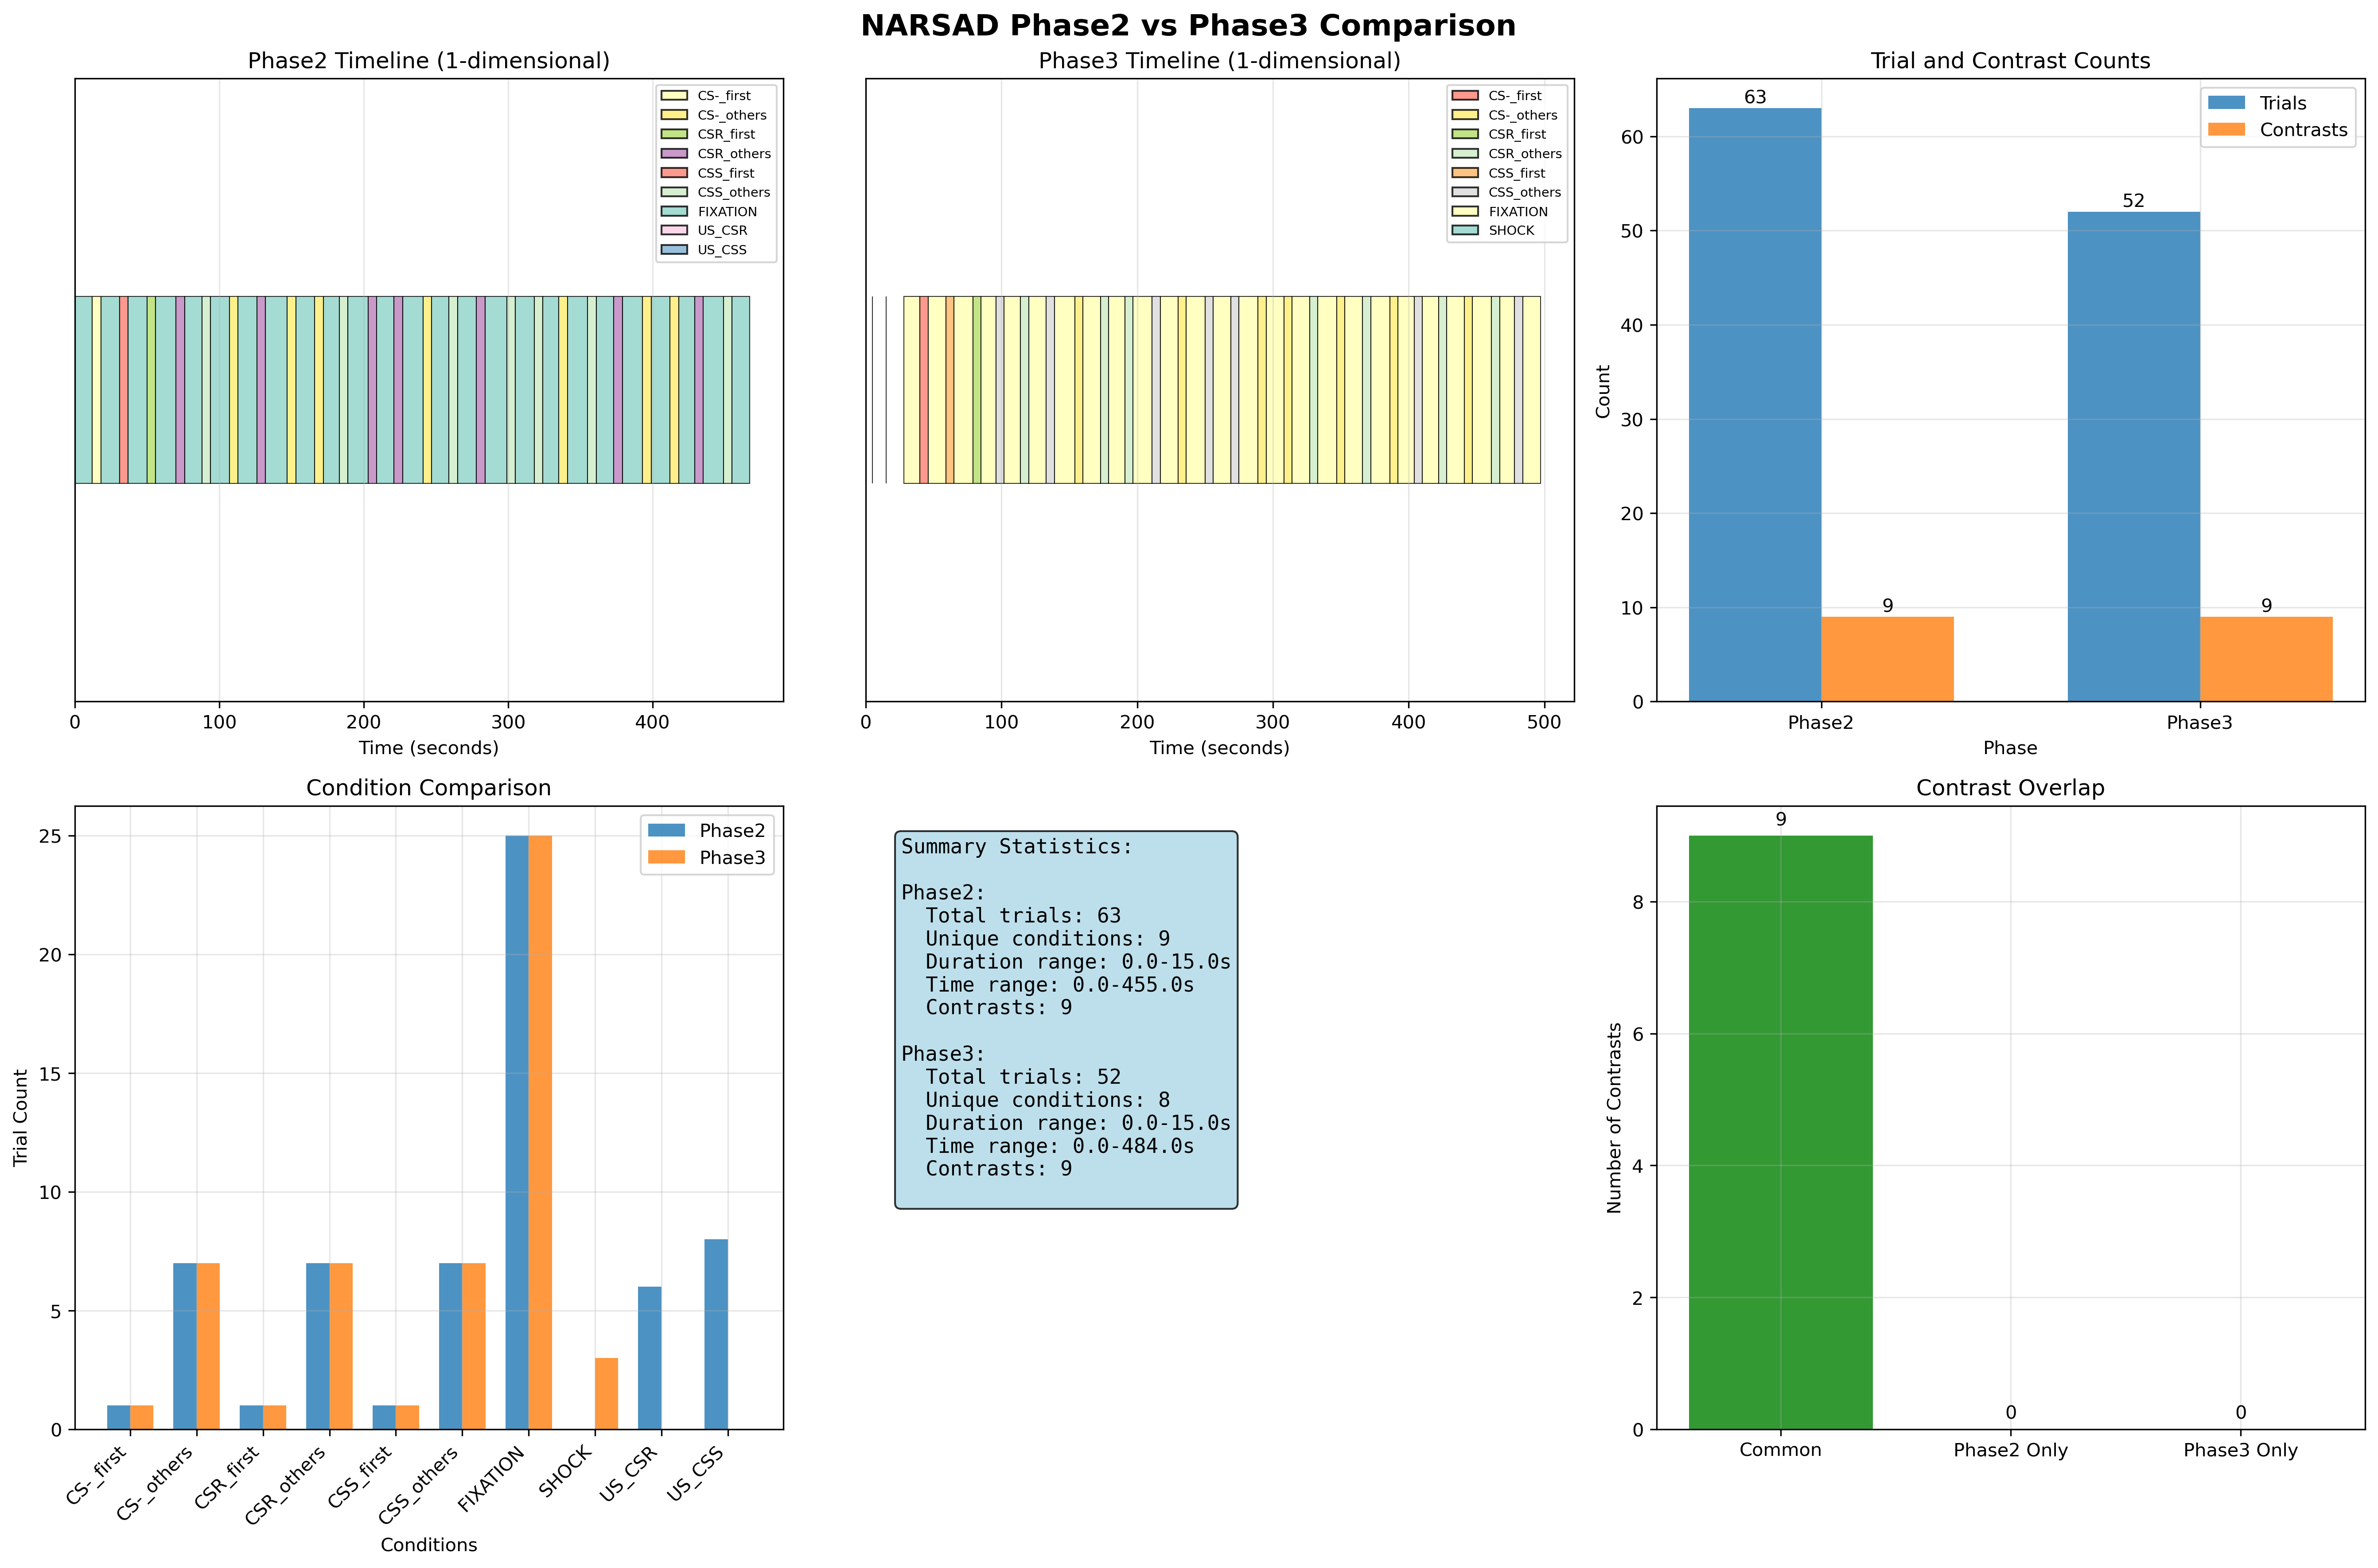 NARSAD Phase2 vs Phase3 Comparison
Phase2 Timeline (1-dimensional)
CS-_first
CS-_others
CSR_first
CSR_others
CSS_first
CSS_others
FIXATION
US_CSR
US_CSS
0 100 200 300 400
Time (seconds)
Phase3 Timeline (1-dimensional)
CS-_first
CS-_others
CSR_first
CSR_others
CSS_first
CSS_others
FIXATION
SHOCK
0 100 200 300 400 500
Time (seconds)
Trial and Contrast Counts
Trials
Contrasts
63
9
52
9
60
50
40
30
20
10
0
Count
Phase2 Phase3
Phase
Condition Comparison
Phase2
Phase3
25
20
15
10
5
0
Trial Count
CS-_first
CS-_others
CSR_first
CSR_others
CSS_first
CSS_others
FIXATION
SHOCK
US_CSR
US_CSS
Conditions
Summary Statistics:
Phase2:
Total trials: 63
Unique conditions: 9
Duration range: 0.0-15.0s
Time range: 0.0-455.0s
Contrasts: 9
Phase3:
Total trials: 52
Unique conditions: 8
Duration range: 0.0-15.0s
Time range: 0.0-484.0s
Contrasts: 9
Contrast Overlap
9
0
0
8
6
4
2
0
Number of Contrasts
Common Phase2 Only Phase3 Only